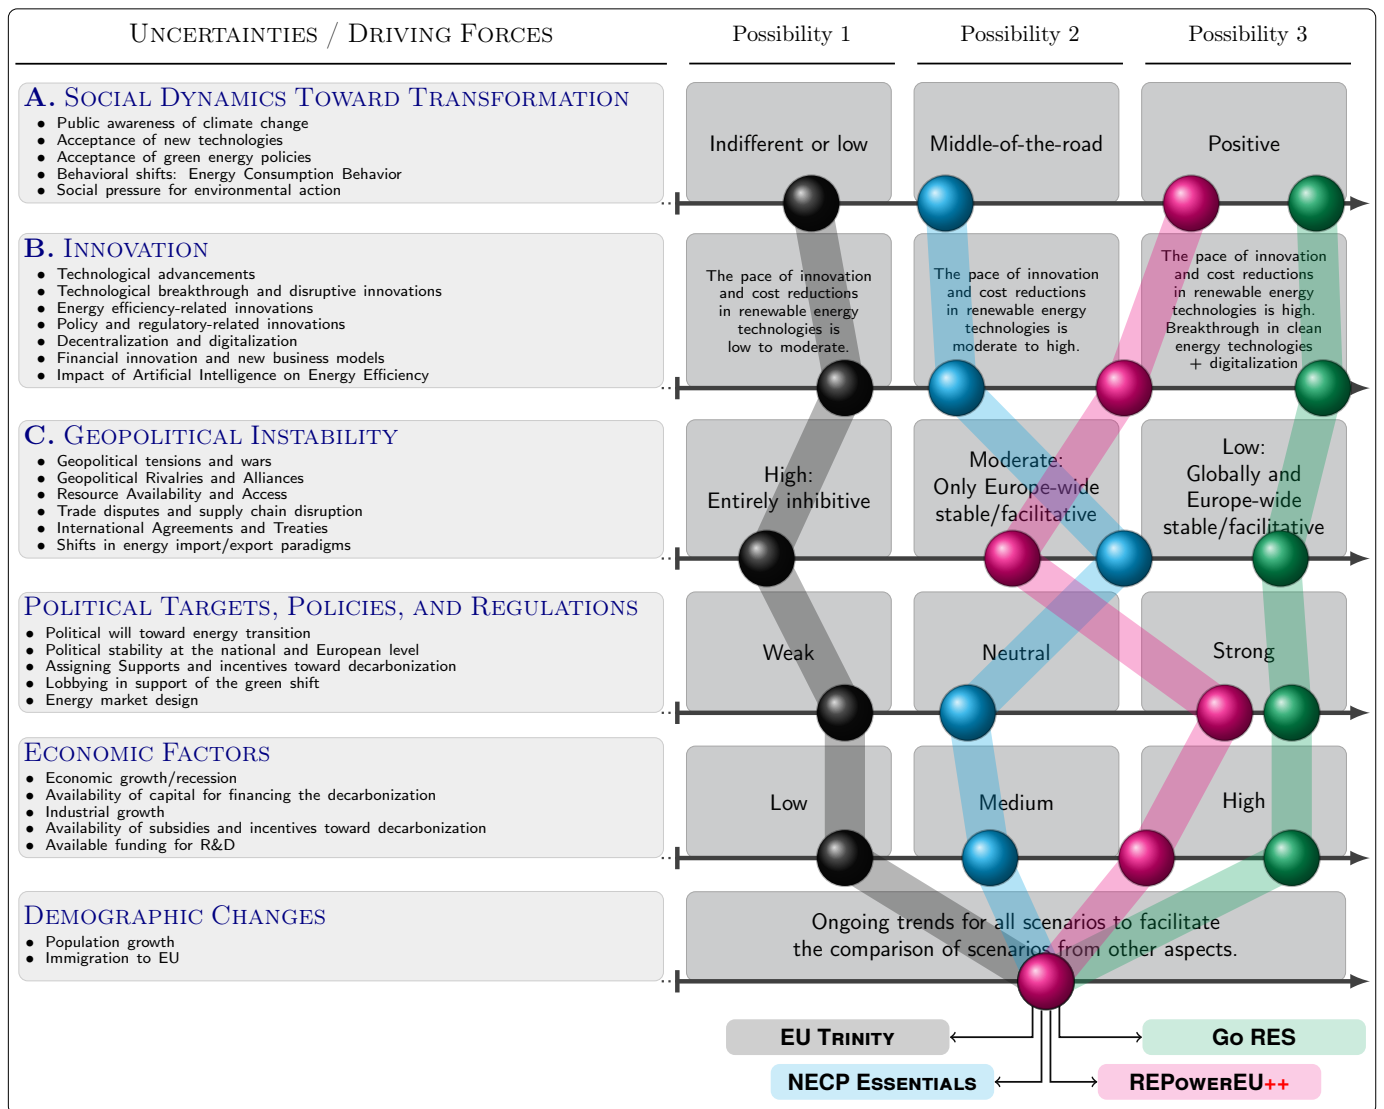 Uncertainties / Driving Forces
Possibility 1
Possibility 2
Possibility 3
A. Social Dynamics Toward Transformation
• Public awareness of climate change
• Acceptance of new technologies
• Acceptance of green energy policies
• Behavioral shifts: Energy Consumption Behavior
• Social pressure for environmental action
Indifferent or low
Middle-of-the-road
Positive
B. Innovation
• Technological advancements
• Technological breakthrough and disruptive innovations
• Energy efficiency-related innovations
• Policy and regulatory-related innovations
• Decentralization and digitalization
• Financial innovation and new business models
• Impact of Artificial Intelligence on Energy Efficiency
The pace of innovation
and cost reductions
in renewable energy
technologies is
low to moderate.
The pace of innovation
and cost reductions
in renewable energy
technologies is
moderate to high.
The pace of innovation
and cost reductions
in renewable energy
technologies is high.
Breakthrough in clean
energy technologies
+ digitalization
C. Geopolitical Instability
• Geopolitical tensions and wars
• Geopolitical Rivalries and Alliances
• Resource Availability and Access
• Trade disputes and supply chain disruption
• International Agreements and Treaties
• Shifts in energy import/export paradigms
High:
Entirely inhibitive
Moderate:
Only Europe-wide
stable/facilitative
Low:
Globally and
Europe-wide
stable/facilitative
Political Targets, Policies, and Regulations
• Political will toward energy transition
• Political stability at the national and European level
• Assigning Supports and incentives toward decarbonization
• Lobbying in support of the green shift
• Energy market design
Weak
Neutral
Strong
Economic Factors
• Economic growth/recession
• Availability of capital for financing the decarbonization
• Industrial growth
• Availability of subsidies and incentives toward decarbonization
• Available funding for R&D
Low
Medium
High
Demographic Changes
• Population growth
• Immigration to EU
Ongoing trends for all scenarios to facilitate
the comparison of scenarios from other aspects.
EU Trinity
Go RES
NECP Essentials
REPowerEU++